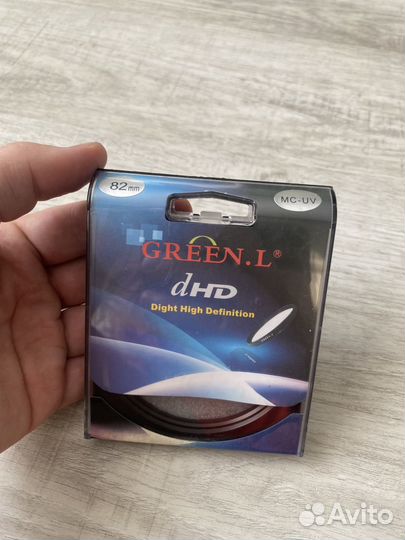 82mm
MC-UV
GREEN.L®
dHD
Dight High Definition
Avito